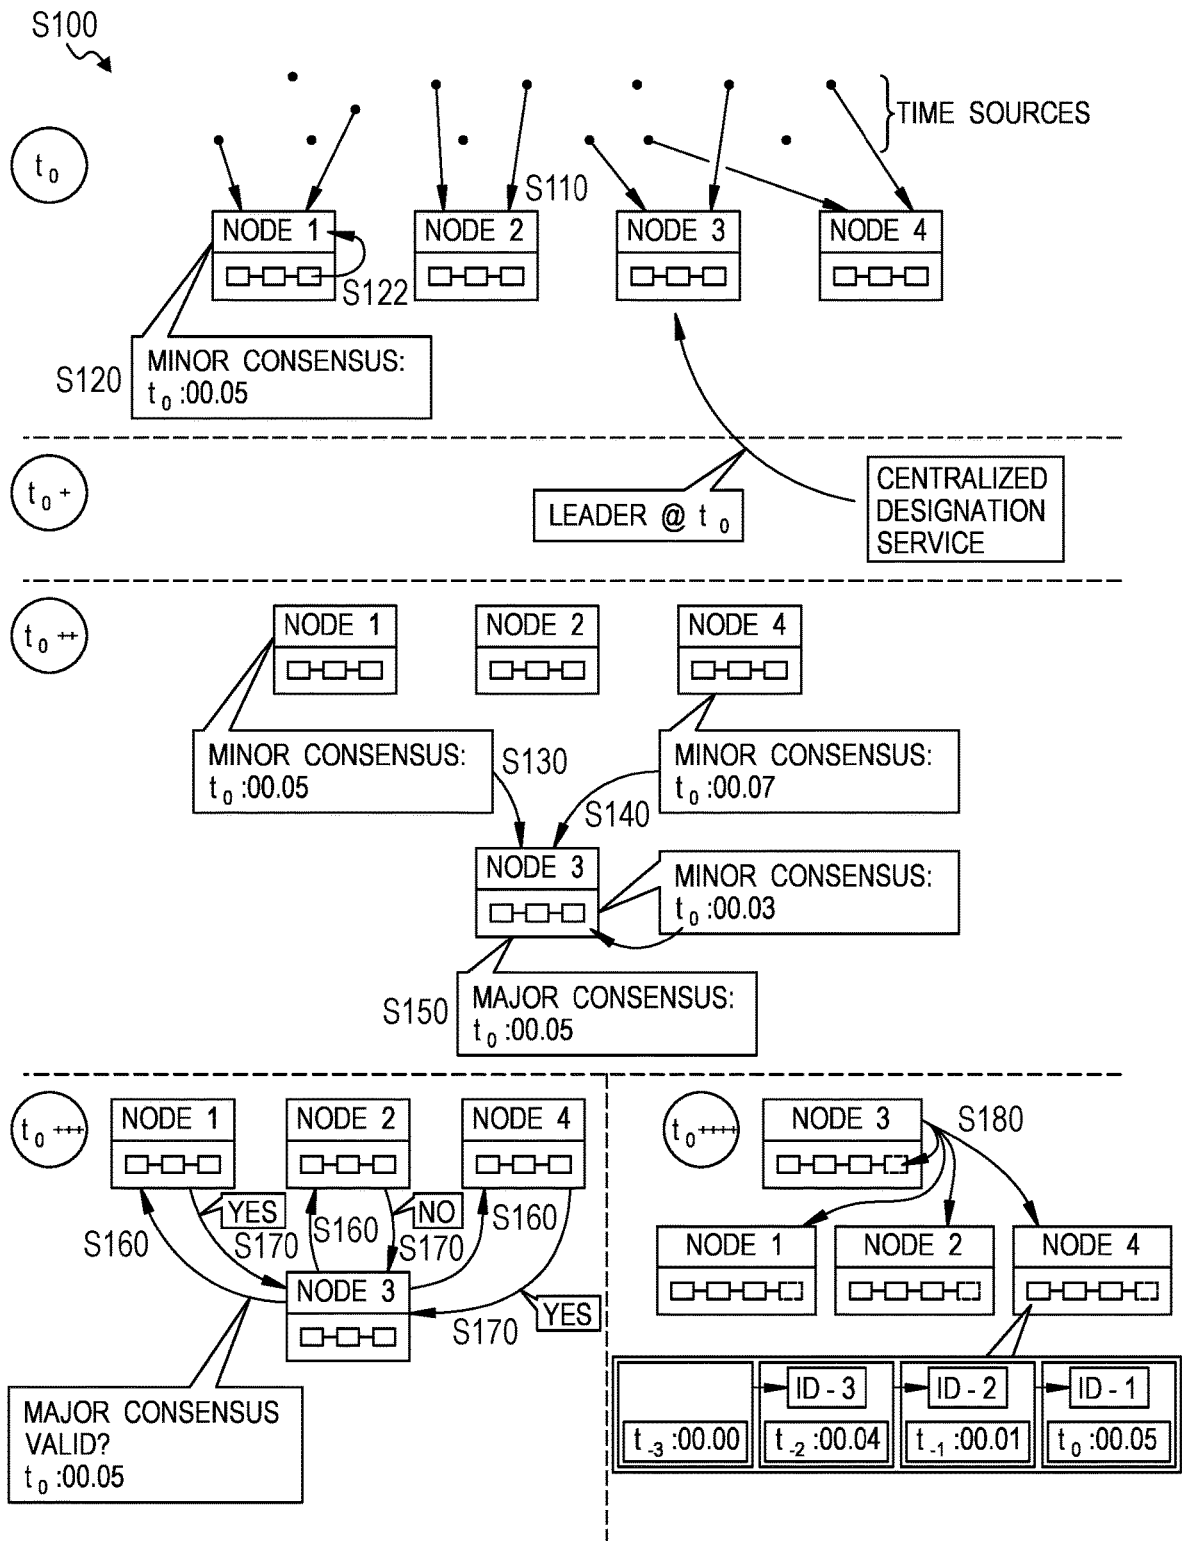 S100
TIME SOURCES
t0
S110
NODE 1
NODE 2
NODE 3
NODE 4
S122
S120
MINOR CONSENSUS:
t0:00.05
t0+
LEADER @ t0
CENTRALIZED
DESIGNATION
SERVICE
t0++
NODE 1
NODE 2
NODE 4
MINOR CONSENSUS:
t0:00.05
S130
MINOR CONSENSUS:
t0:00.07
S140
NODE 3
MINOR CONSENSUS:
t0:00.03
S150
MAJOR CONSENSUS:
t0:00.05
t0+++
NODE 1
NODE 2
NODE 4
YES
NO
S160
S170
S160
S170
S160
NODE 3
YES
S170
MAJOR CONSENSUS
VALID?
t0:00.05
t0++++
NODE 3
S180
NODE 1
NODE 2
NODE 4
ID-3
ID-2
ID-1
t-3:00.00
t-2:00.04
t-1:00.01
t0:00.05